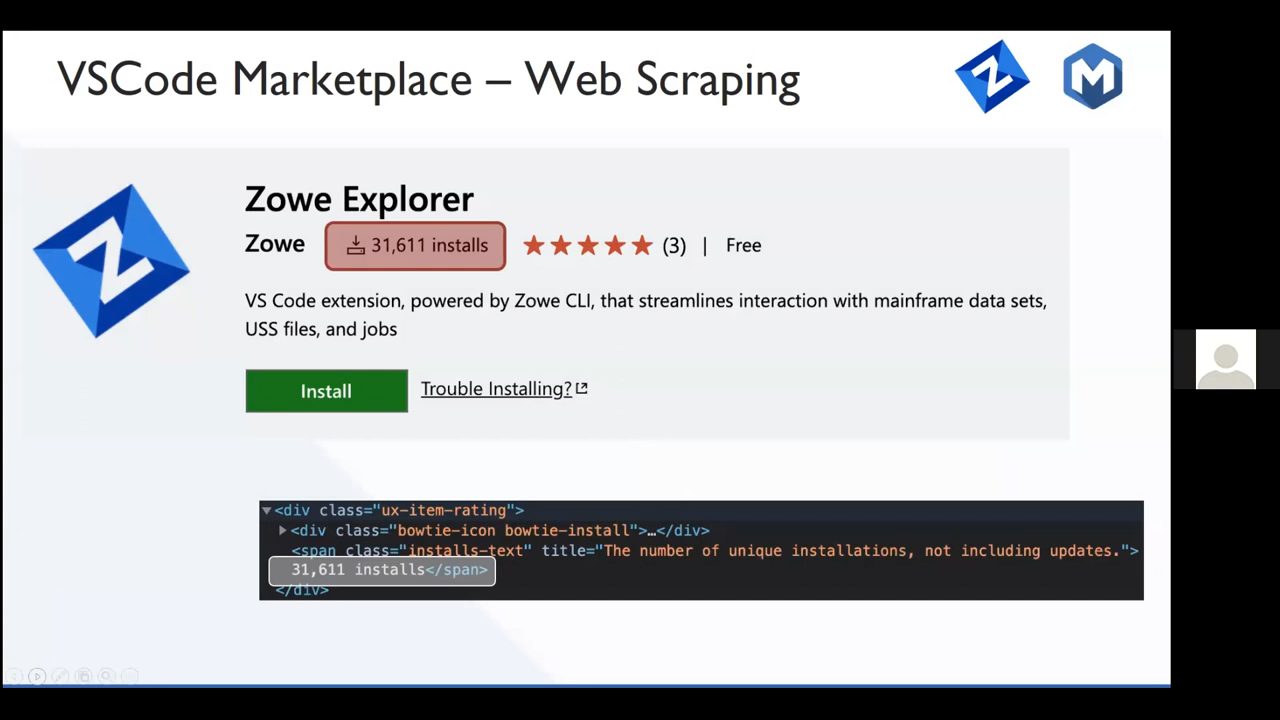 VSCode Marketplace – Web Scraping
Z
M
Z
Zowe Explorer
Zowe
31,611 installs
(3) | Free
VS Code extension, powered by Zowe CLI, that streamlines interaction with mainframe data sets,
USS files, and jobs
Install
Trouble Installing?
<div class="ux-item-rating">
<div class="bowtie-icon bowtie-install">…</div>
<span class="installs-text" title="The number of unique installations, not including updates.">
31,611 installs</span>
</div>